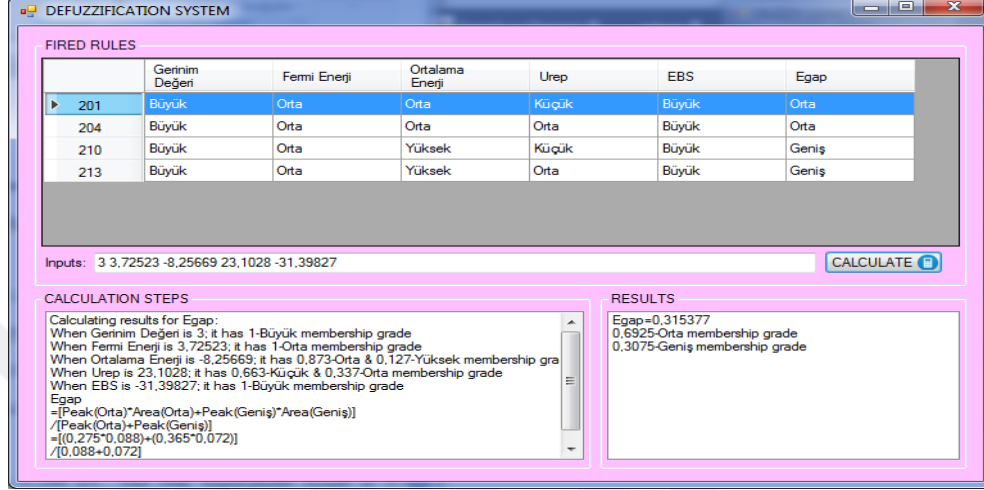 DEFUZZIFICATION SYSTEM
FIRED RULES
Gerinim Değeri Fermi Enerji Ortalama Enerji Urep EBS Egap
201 Büyük Orta Orta Küçük Büyük Orta
204 Büyük Orta Orta Orta Büyük Orta
210 Büyük Orta Yüksek Küçük Büyük Geniş
213 Büyük Orta Yüksek Orta Büyük Geniş
Inputs: 3 3,72523 -8,25669 23,1028 -31,39827 CALCULATE
CALCULATION STEPS
Calculating results for Egap:
When Gerinim Değeri is 3; it has 1-Büyük membership grade
When Fermi Enerji is 3,72523; it has 1-Orta membership grade
When Ortalama Enerji is -8,25669; it has 0,873-Orta & 0,127-Yüksek membership gra
When Urep is 23,1028; it has 0,663-Küçük & 0,337-Orta membership grade
When EBS is -31,39827; it has 1-Büyük membership grade
Egap
=[Peak(Orta)*Area(Orta)+Peak(Geniş)*Area(Geniş)]
/[Peak(Orta)+Peak(Geniş)]
=[(0,275*0,088)+(0,365*0,072)]
/[0,088+0,072]
RESULTS
Egap=0,315377
0,6925-Orta membership grade
0,3075-Geniş membership grade